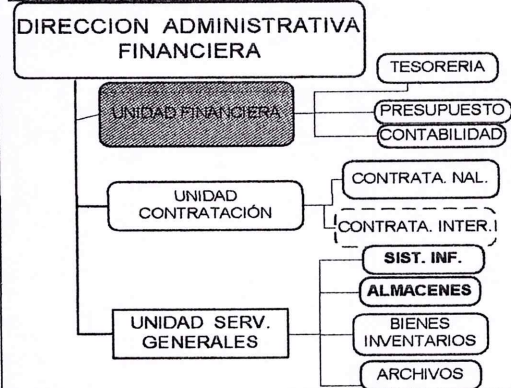 DIRECCION ADMINISTRATIVA
FINANCIERA
TESORERIA
UNIDAD FINANCIERA
PRESUPUESTO
CONTABILIDAD
UNIDAD
CONTRATACIÓN
CONTRATA. NAL.
CONTRATA. INTER.
SIST. INF.
ALMACENES
UNIDAD SERV.
GENERALES
BIENES
INVENTARIOS
ARCHIVOS